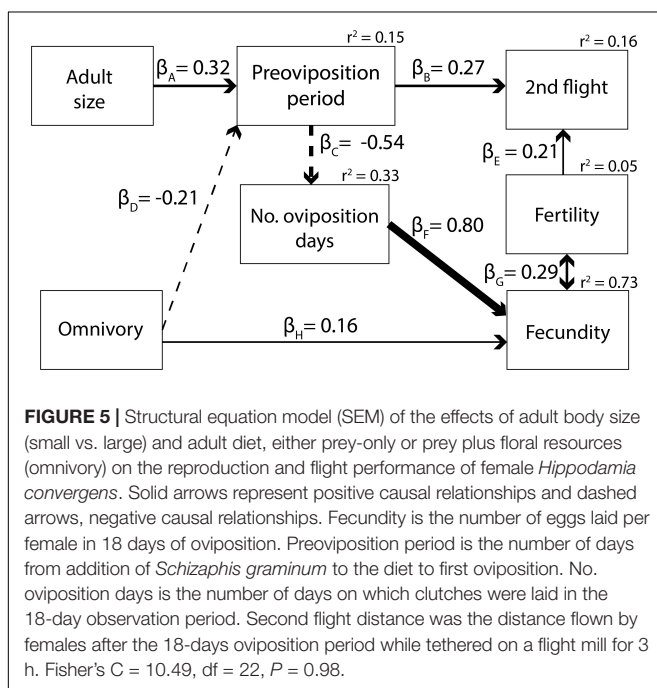 r² = 0.15
r² = 0.16
Adult
size
β_A= 0.32
Preoviposition
period
β_B= 0.27
2nd flight
β_C= -0.54
β_E= 0.21
r² = 0.05
β_D= -0.21
r² = 0.33
No. oviposition
days
β_F= 0.80
Fertility
β_G= 0.29
r² = 0.73
Omnivory
β_H= 0.16
Fecundity
FIGURE 5 | Structural equation model (SEM) of the effects of adult body size
(small vs. large) and adult diet, either prey-only or prey plus floral resources
(omnivory) on the reproduction and flight performance of female Hippodamia
convergens. Solid arrows represent positive causal relationships and dashed
arrows, negative causal relationships. Fecundity is the number of eggs laid per
female in 18 days of oviposition. Preoviposition period is the number of days
from addition of Schizaphis graminum to the diet to first oviposition. No.
oviposition days is the number of days on which clutches were laid in the
18-day observation period. Second flight distance was the distance flown by
females after the 18-days oviposition period while tethered on a flight mill for 3
h. Fisher's C = 10.49, df = 22, P = 0.98.